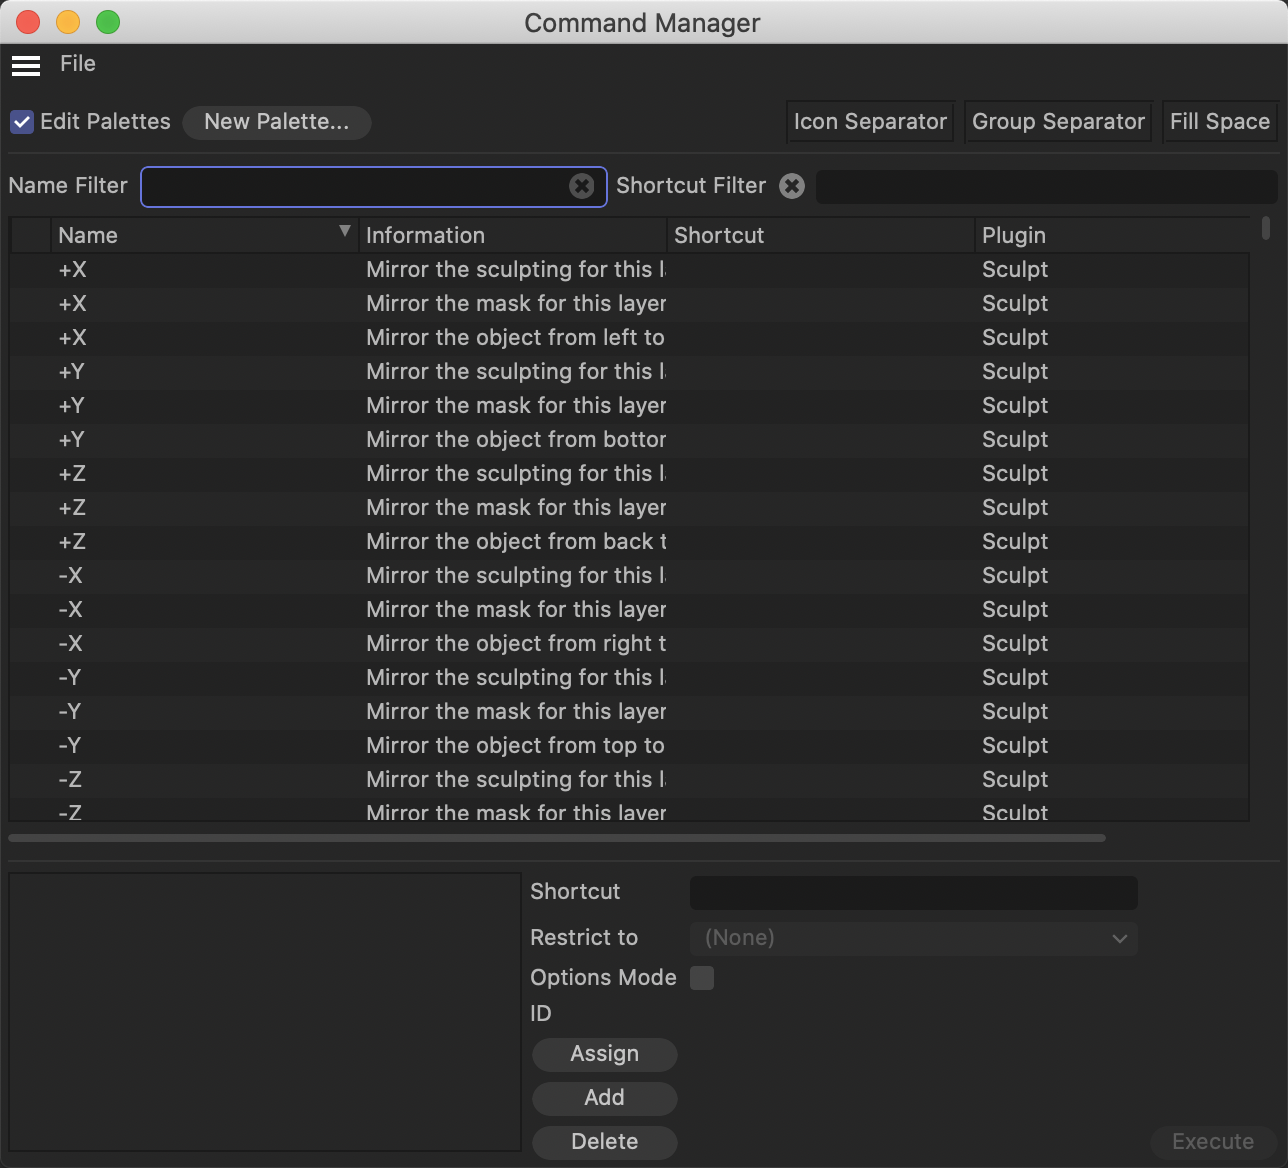 Command Manager
File
Edit Palettes New Palette... Icon Separator Group Separator Fill Space
Name Filter Shortcut Filter
Name Information Shortcut Plugin
+X Mirror the sculpting for this l Sculpt
+X Mirror the mask for this layer Sculpt
+X Mirror the object from left to Sculpt
+Y Mirror the sculpting for this l Sculpt
+Y Mirror the mask for this layer Sculpt
+Y Mirror the object from bottor Sculpt
+Z Mirror the sculpting for this l Sculpt
+Z Mirror the mask for this layer Sculpt
+Z Mirror the object from back t Sculpt
-X Mirror the sculpting for this l Sculpt
-X Mirror the mask for this layer Sculpt
-X Mirror the object from right t Sculpt
-Y Mirror the sculpting for this l Sculpt
-Y Mirror the mask for this layer Sculpt
-Y Mirror the object from top to Sculpt
-Z Mirror the sculpting for this l Sculpt
-Z Mirror the mask for this layer Sculpt
Shortcut
Restrict to (None)
Options Mode
ID
Assign
Add
Delete
Execute